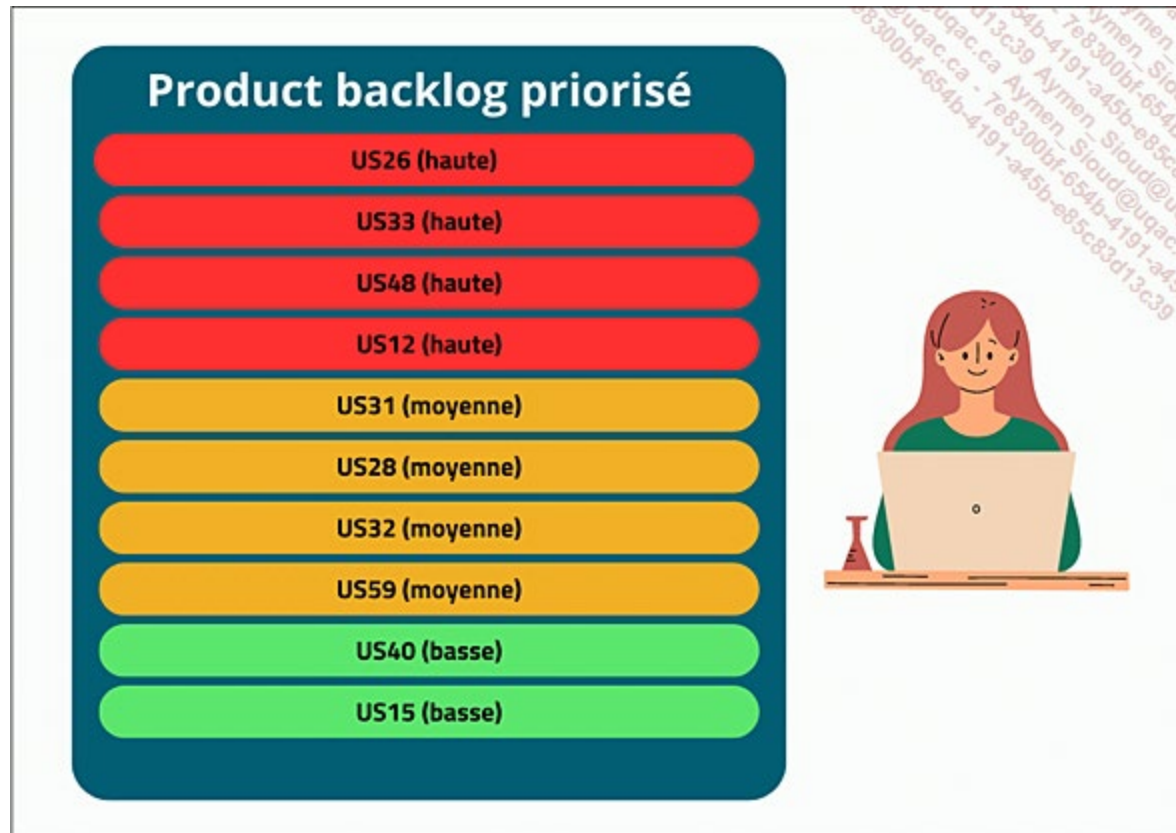 Product backlog priorisé
US26 (haute)
US33 (haute)
US48 (haute)
US12 (haute)
US31 (moyenne)
US28 (moyenne)
US32 (moyenne)
US59 (moyenne)
US40 (basse)
US15 (basse)